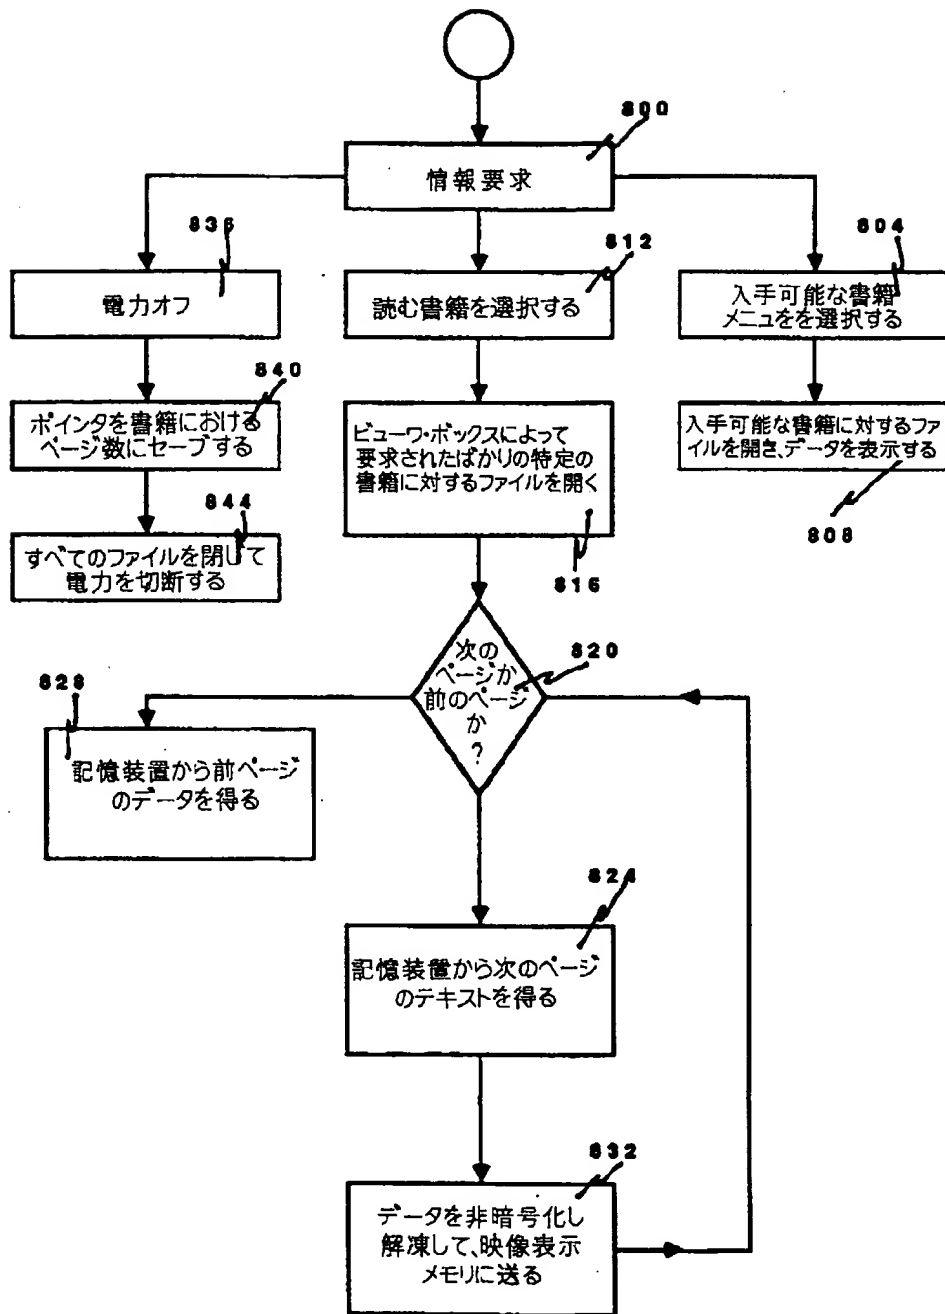 800
情報要求
836
電力オフ
812
読む書籍を選択する
804
入手可能な書籍
メニュをを選択する
840
ポインタを書籍における
ページ数にセーブする
ビューワ・ボックスによって
要求されたばかりの特定の
書籍に対するファイルを開く
816
入手可能な書籍に対するファ
イルを開き、データを表示する
808
844
すべてのファイルを閉じて
電力を切断する
次の
ページか
前のページ
か
?
820
828
記憶装置から前ページ
のデータを得る
824
記憶装置から次のページ
のテキストを得る
832
データを非暗号化し
解凍して、映像表示
メモリに送る